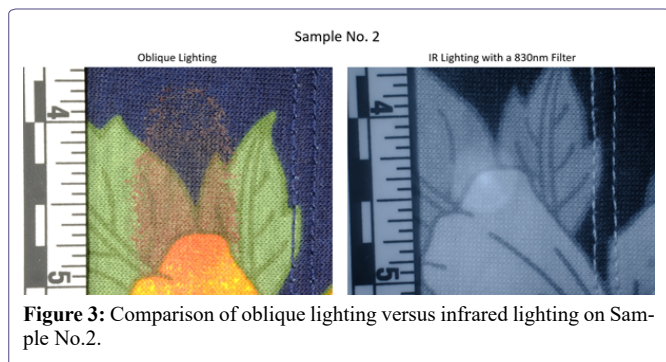 Sample No. 2
Oblique Lighting
IR Lighting with a 830nm Filter
4
5
4
5
Figure 3: Comparison of oblique lighting versus infrared lighting on Sam-
ple No.2.